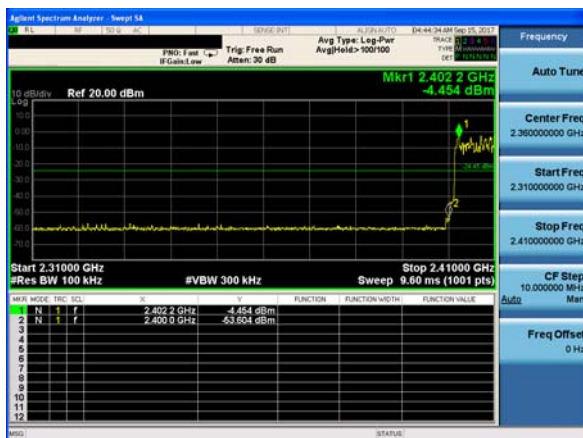 Agilent Spectrum Analyzer - Swept SA
RL RF 50 Ω AC SENSE:INT ALIGNAUTO 04:44:34 AM Sep 15, 2017
Frequency
PNO: Fast Trig: Free Run Avg Type: Log-Pwr TRACE
IFGain:Low Atten: 30 dB Avg|Hold:>100/100 TYPE
DET P NNNNN
Auto Tune
Mkr1 2.402 2 GHz
10 dB/div Ref 20.00 dBm -4.454 dBm
Log
10.0
0.00
-10.0
-20.0
-30.0
-40.0
-50.0
-60.0
-70.0
1
2
Center Freq
2.360000000 GHz
Start Freq
2.310000000 GHz
Stop Freq
2.410000000 GHz
Start 2.31000 GHz Stop 2.41000 GHz
#Res BW 100 kHz #VBW 300 kHz Sweep 9.60 ms (1001 pts)
CF Step
10.000000 MHz
Auto Man
MKR MODE TRC SCL X Y FUNCTION FUNCTION WIDTH FUNCTION VALUE
1 N 1 f 2.402 2 GHz -4.454 dBm
2 N 1 f 2.400 0 GHz -53.604 dBm
3
4
5
6
7
8
9
10
11
12
Freq Offset
0 Hz
MSG STATUS